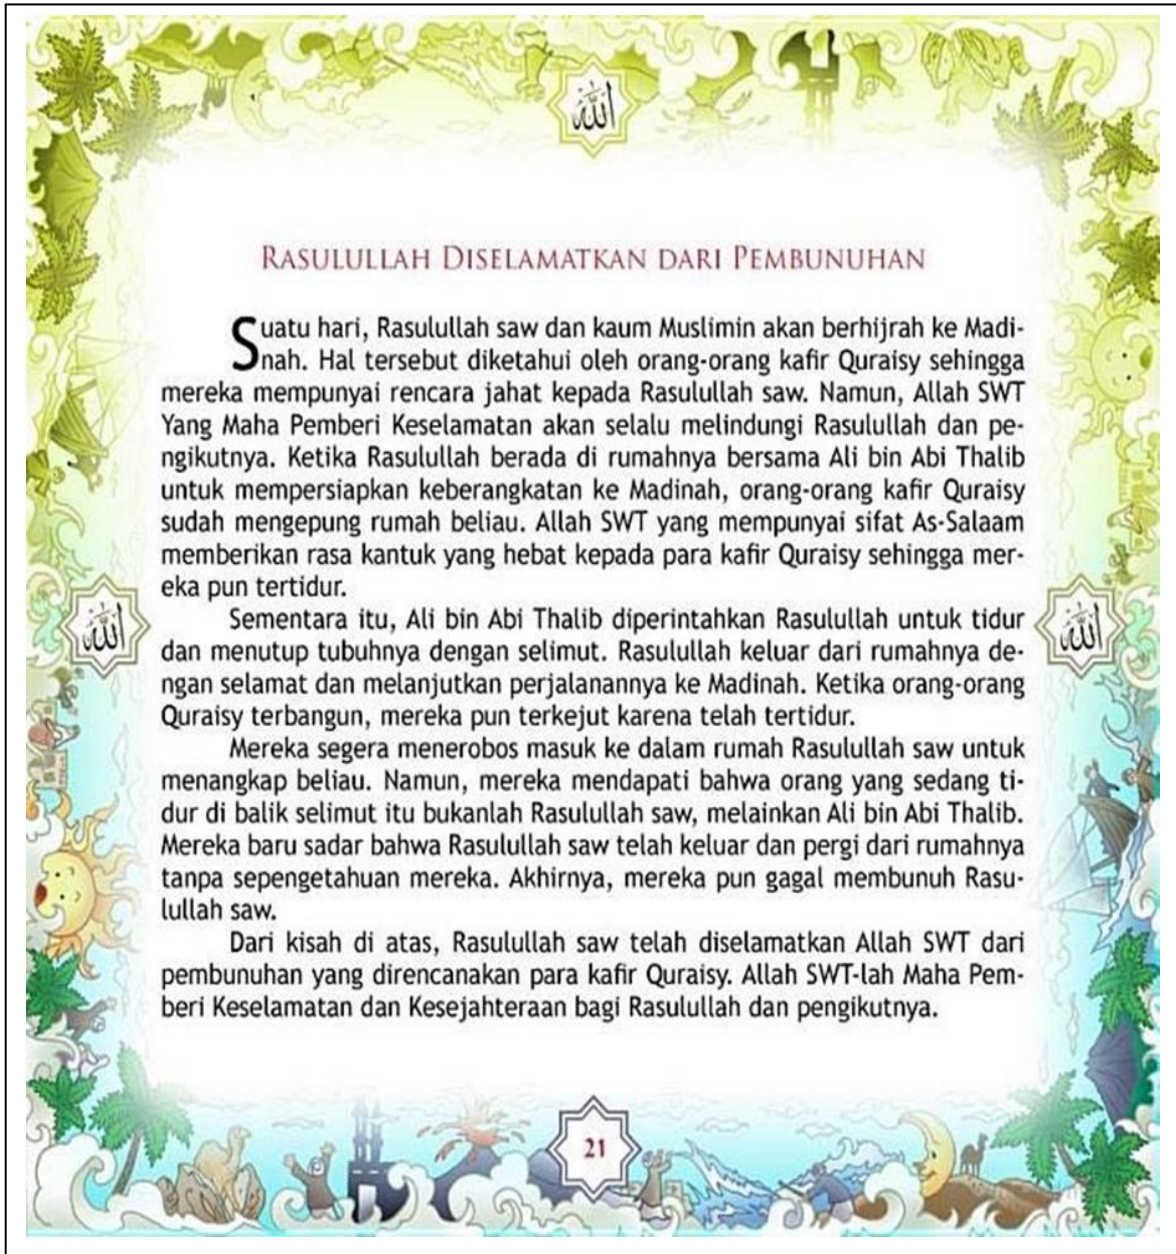 الله
RASULULLAH DISELAMATKAN DARI PEMBUNUHAN
Suatu hari, Rasulullah saw dan kaum Muslimin akan berhijrah ke Madi-
nah. Hal tersebut diketahui oleh orang-orang kafir Quraisy sehingga
mereka mempunyai rencara jahat kepada Rasulullah saw. Namun, Allah SWT
Yang Maha Pemberi Keselamatan akan selalu melindungi Rasulullah dan pe-
ngikutnya. Ketika Rasulullah berada di rumahnya bersama Ali bin Abi Thalib
untuk mempersiapkan keberangkatan ke Madinah, orang-orang kafir Quraisy
sudah mengepung rumah beliau. Allah SWT yang mempunyai sifat As-Salaam
memberikan rasa kantuk yang hebat kepada para kafir Quraisy sehingga mer-
eka pun tertidur.
Sementara itu, Ali bin Abi Thalib diperintahkan Rasulullah untuk tidur
dan menutup tubuhnya dengan selimut. Rasulullah keluar dari rumahnya de-
ngan selamat dan melanjutkan perjalanannya ke Madinah. Ketika orang-orang
Quraisy terbangun, mereka pun terkejut karena telah tertidur.
الله
الله
Mereka segera menerobos masuk ke dalam rumah Rasulullah saw untuk
menangkap beliau. Namun, mereka mendapati bahwa orang yang sedang ti-
dur di balik selimut itu bukanlah Rasulullah saw, melainkan Ali bin Abi Thalib.
Mereka baru sadar bahwa Rasulullah saw telah keluar dan pergi dari rumahnya
tanpa sepengetahuan mereka. Akhirnya, mereka pun gagal membunuh Rasu-
lullah saw.
Dari kisah di atas, Rasulullah saw telah diselamatkan Allah SWT dari
pembunuhan yang direncanakan para kafir Quraisy. Allah SWT-lah Maha Pem-
beri Keselamatan dan Kesejahteraan bagi Rasulullah dan pengikutnya.
21